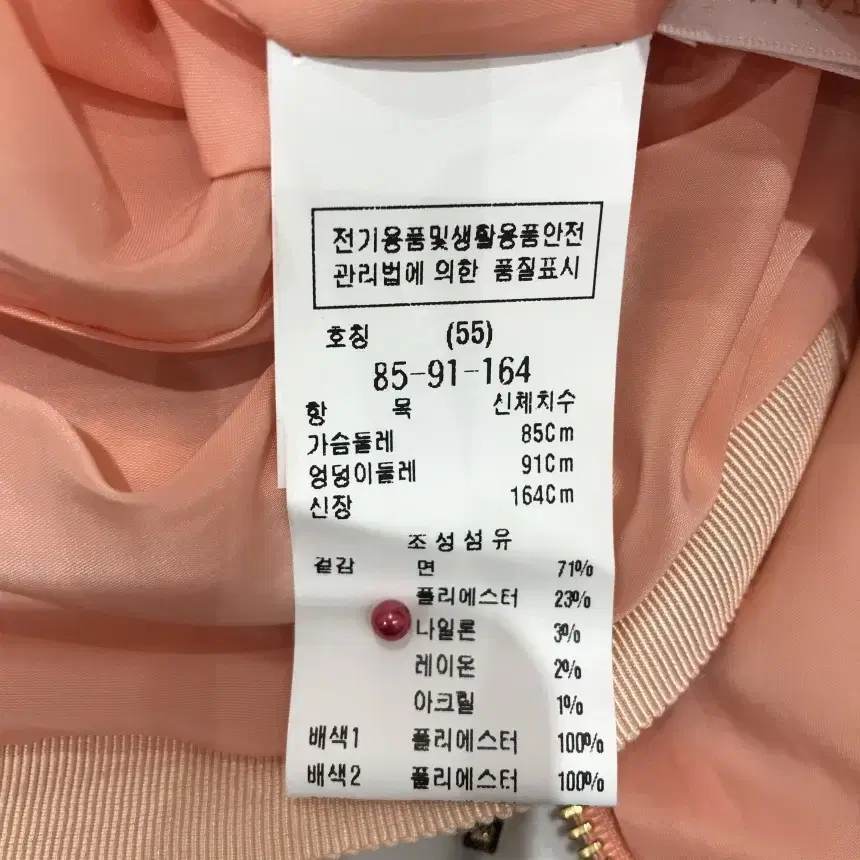 전기용품및생활용품안전
관리법에 의한 품질표시
호칭 (55)
85-91-164
항 목 신체치수
가슴둘레 85Cm
엉덩이둘레 91Cm
신장 164Cm
조성섬유
겉감 면 71%
폴리에스터 23%
나일론 3%
레이온 2%
아크릴 1%
배색1 폴리에스터 100%
배색2 폴리에스터 100%